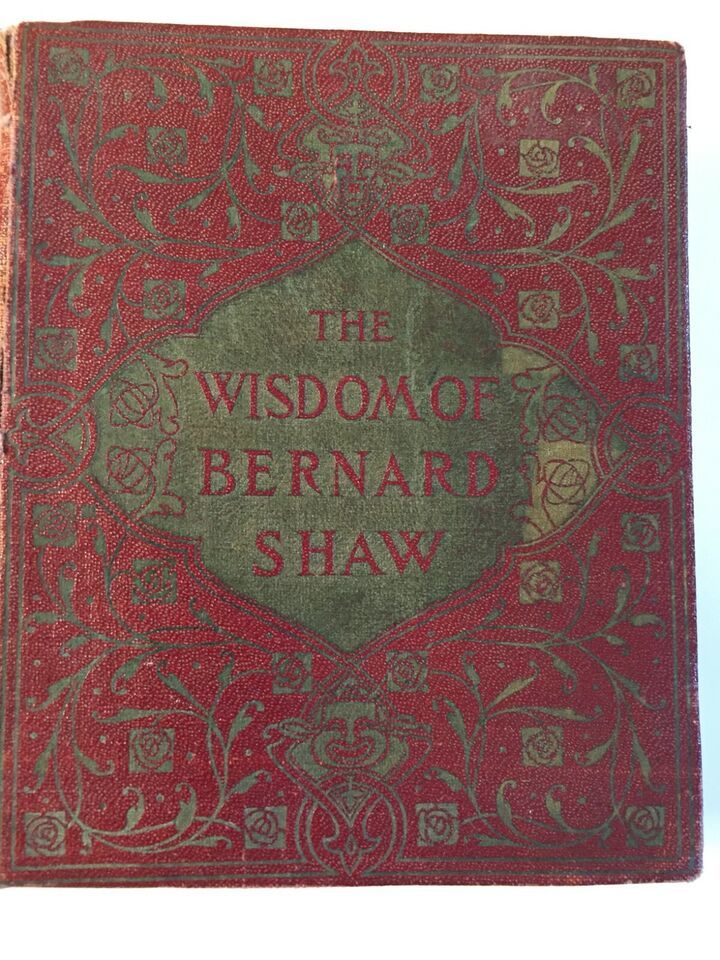 THE
WISDOM OF
BERNARD
SHAW